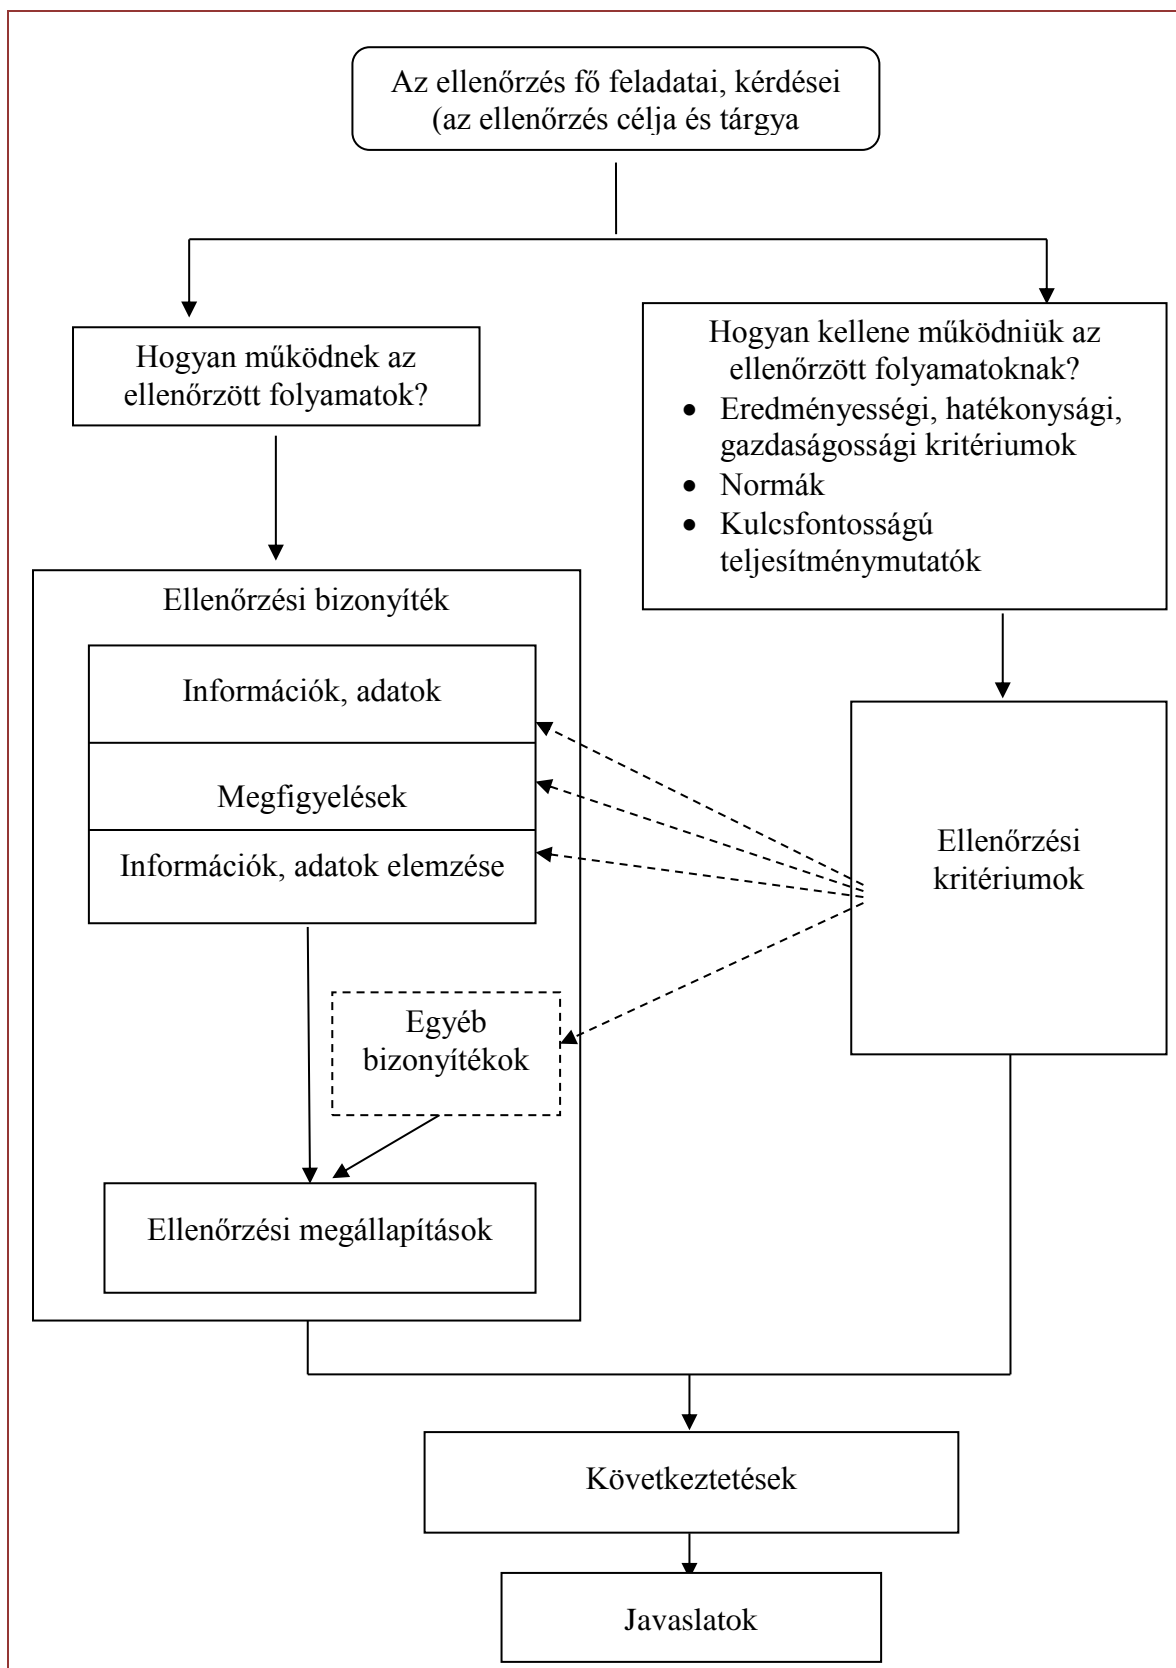 Az ellenőrzés fő feladatai, kérdései
(az ellenőrzés célja és tárgya
Hogyan működnek az
ellenőrzött folyamatok?
Hogyan kellene működniük az
ellenőrzött folyamatoknak?
• Eredményességi, hatékonysági,
gazdaságossági kritériumok
• Normák
• Kulcsfontosságú
teljesítménymutatók
Ellenőrzési bizonyíték
Információk, adatok
Megfigyelések
Információk, adatok elemzése
Ellenőrzési
kritériumok
Egyéb
bizonyítékok
Ellenőrzési megállapítások
Következtetések
Javaslatok